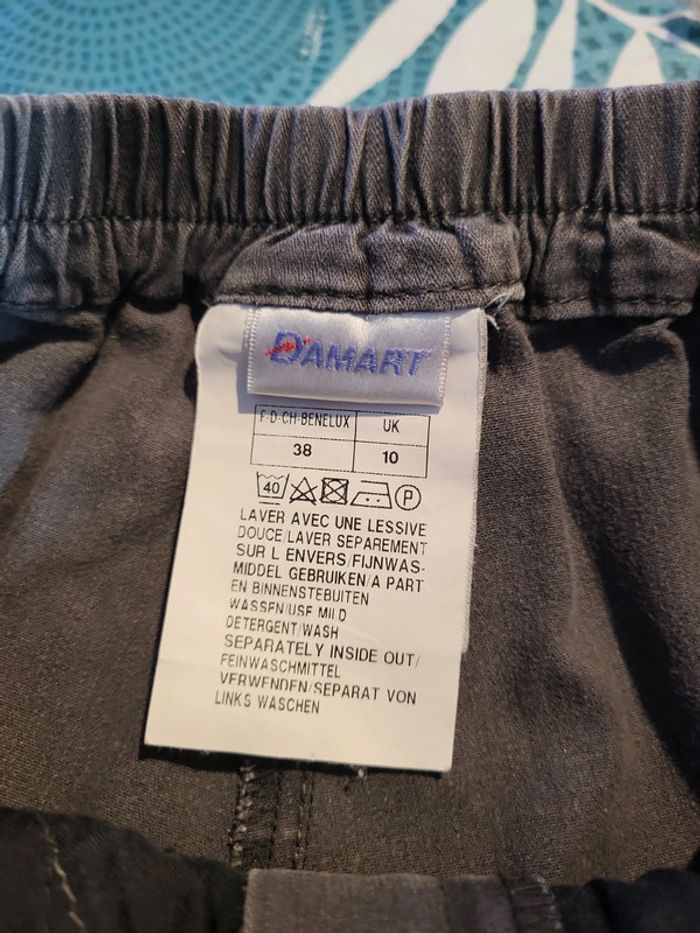 DAMART
F-D-CH-BENELUX UK
38 10
40 P
LAVER AVEC UNE LESSIVE
DOUCE/LAVER SEPAREMENT
SUR L ENVERS/FIJNWAS-
MIDDEL GEBRUIKEN/A PART
EN BINNENSTEBUITEN
WASSEN/USE MILD
DETERGENT/WASH
SEPARATELY INSIDE OUT/
FEINWASCHMITTEL
VERWENDEN/SEPARAT VON
LINKS WASCHEN